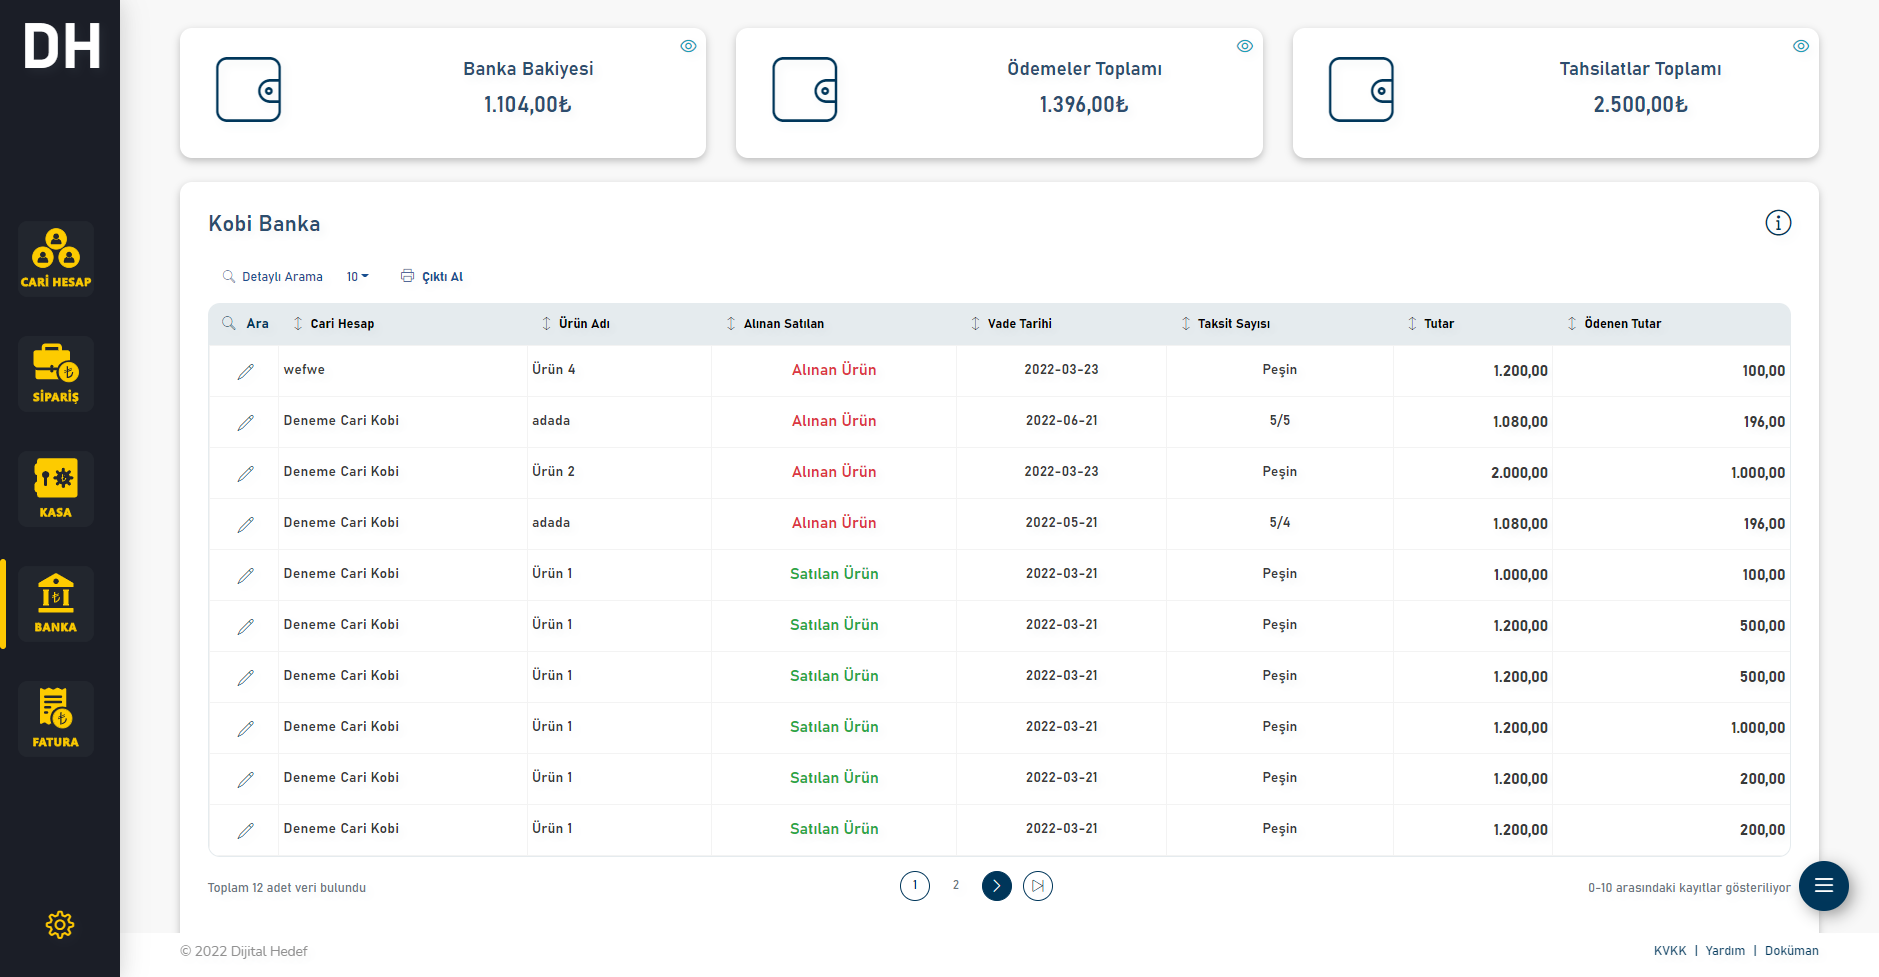 DH
CARİ HESAP
SİPARİŞ
KASA
BANKA
FATURA
Banka Bakiyesi
1.104,00₺
Ödemeler Toplamı
1.396,00₺
Tahsilatlar Toplamı
2.500,00₺
Kobi Banka
Detaylı Arama 10 Çıktı Al
Ara Cari Hesap Ürün Adı Alınan Satılan Vade Tarihi Taksit Sayısı Tutar Ödenen Tutar
wefwe Ürün 4 Alınan Ürün 2022-03-23 Peşin 1.200,00 100,00
Deneme Cari Kobi adada Alınan Ürün 2022-06-21 5/5 1.080,00 196,00
Deneme Cari Kobi Ürün 2 Alınan Ürün 2022-03-23 Peşin 2.000,00 1.000,00
Deneme Cari Kobi adada Alınan Ürün 2022-05-21 5/4 1.080,00 196,00
Deneme Cari Kobi Ürün 1 Satılan Ürün 2022-03-21 Peşin 1.000,00 100,00
Deneme Cari Kobi Ürün 1 Satılan Ürün 2022-03-21 Peşin 1.200,00 500,00
Deneme Cari Kobi Ürün 1 Satılan Ürün 2022-03-21 Peşin 1.200,00 500,00
Deneme Cari Kobi Ürün 1 Satılan Ürün 2022-03-21 Peşin 1.200,00 1.000,00
Deneme Cari Kobi Ürün 1 Satılan Ürün 2022-03-21 Peşin 1.200,00 200,00
Deneme Cari Kobi Ürün 1 Satılan Ürün 2022-03-21 Peşin 1.200,00 200,00
Toplam 12 adet veri bulundu 1 2 0-10 arasındaki kayıtlar gösteriliyor
© 2022 Dijital Hedef KVKK | Yardım | Doküman